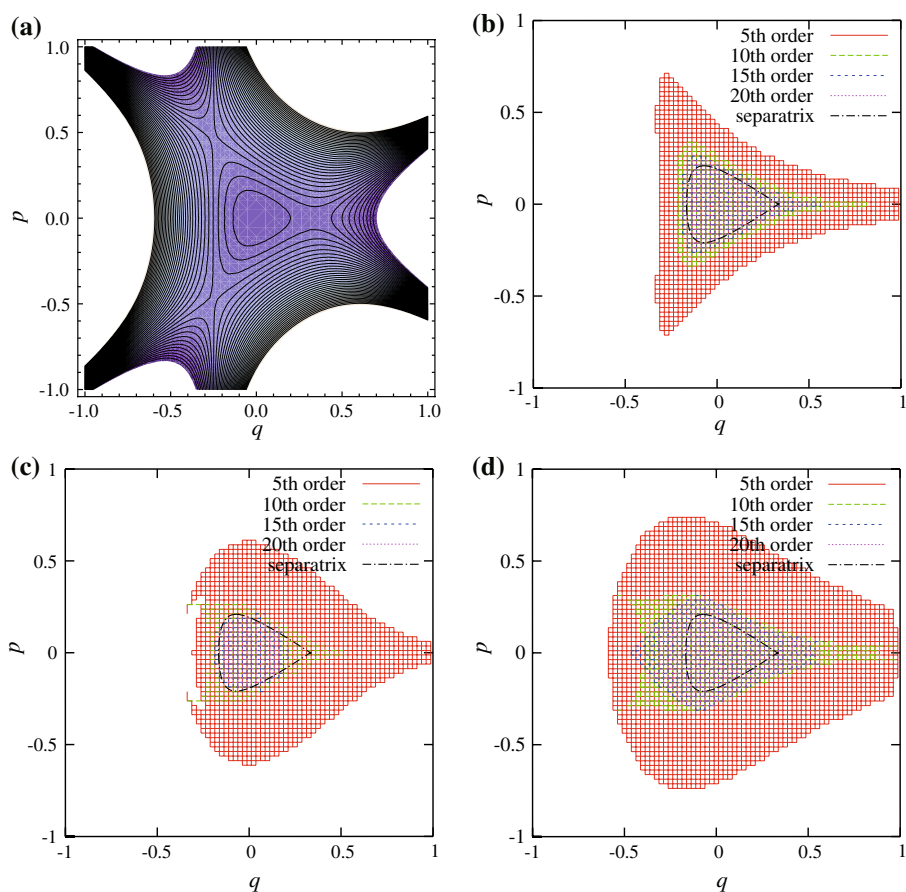 (a)
1.0
0.5
p
0.0
-0.5
-1.0
-1.0
-0.5
0.0
0.5
1.0
q
(b)
5th order
10th order
15th order
20th order
separatrix
1
0.5
p
0
-0.5
-1
-1
-0.5
0
0.5
1
q
(c)
5th order
10th order
15th order
20th order
separatrix
1
0.5
p
0
-0.5
-1
-1
-0.5
0
0.5
1
q
(d)
5th order
10th order
15th order
20th order
separatrix
1
0.5
p
0
-0.5
-1
-1
-0.5
0
0.5
1
q